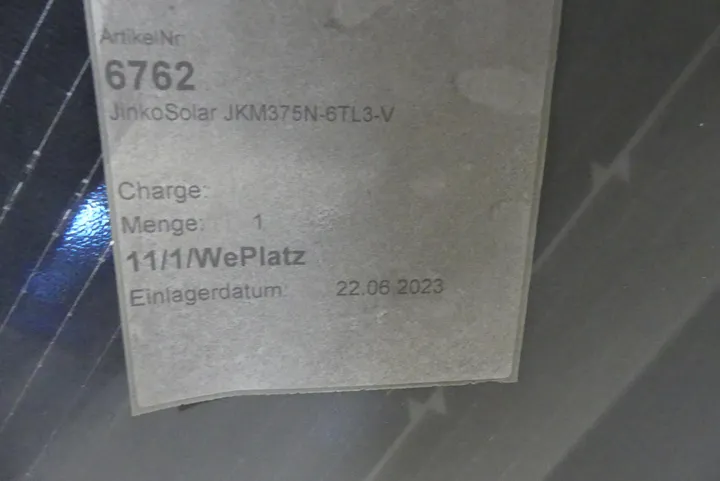 ArtikelNr
6762
JinkoSolar JKM375N-6TL3-V
Charge:
Menge: 1
11/1/WePlatz
Einlagerdatum 22.06.2023